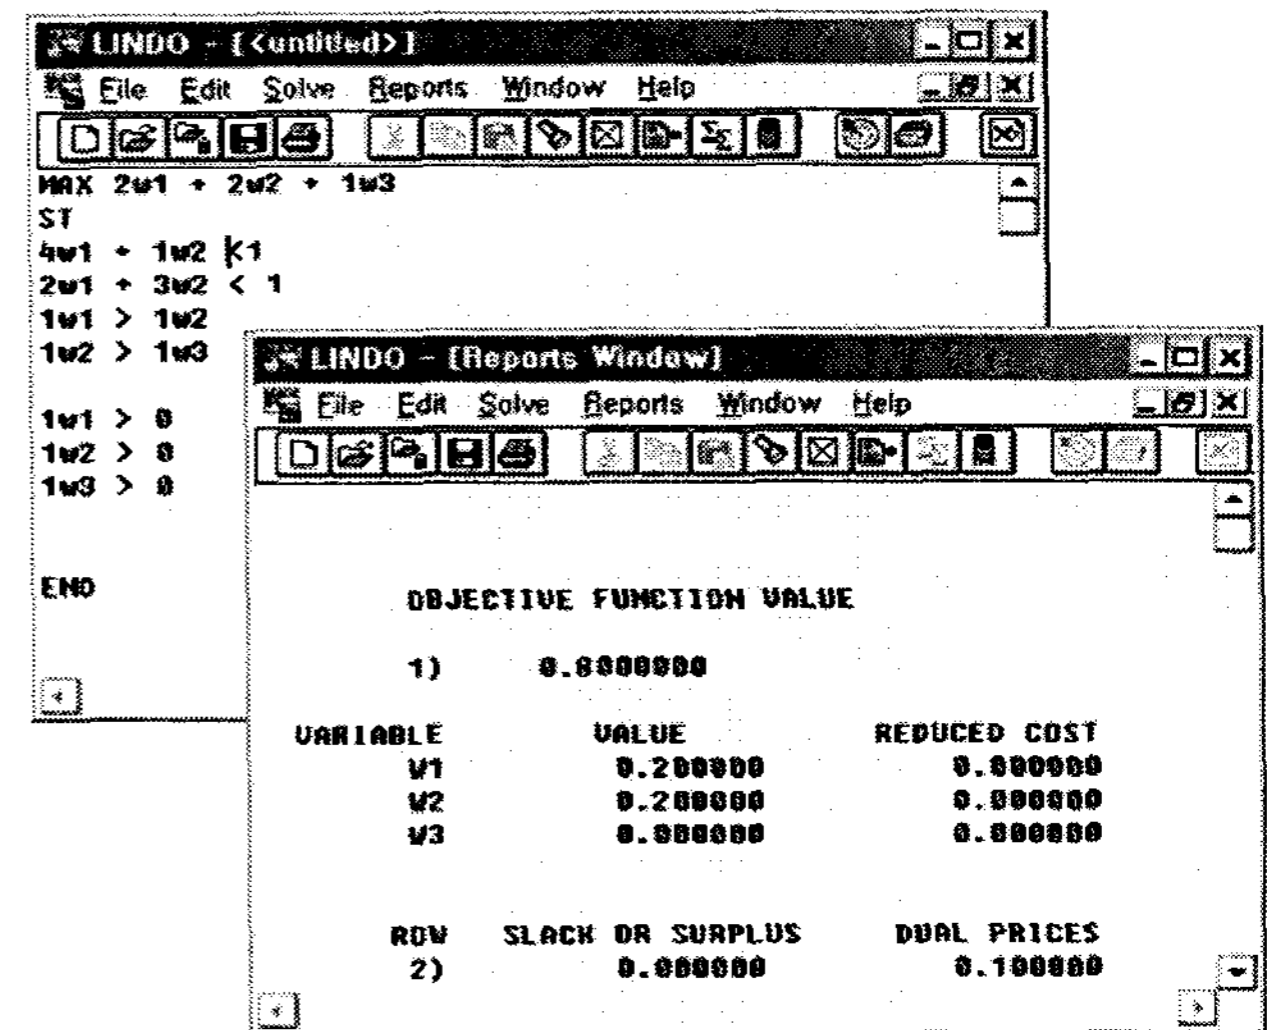 LINDO - [<untitled>]
File Edit Solve Reports Window Help
MAX 2w1 + 2w2 + 1w3
ST
4w1 + 1w2 <1
2w1 + 3w2 < 1
1w1 > 1w2
1w2 > 1w3
1w1 > 0
1w2 > 0
1w3 > 0
END
LINDO - [Reports Window]
File Edit Solve Reports Window Help
OBJECTIVE FUNCTION VALUE
1) 0.8000000
VARIABLE VALUE REDUCED COST
W1 0.200000 0.000000
W2 0.200000 0.000000
W3 0.000000 0.000000
ROW SLACK OR SURPLUS DUAL PRICES
2) 0.000000 0.100000